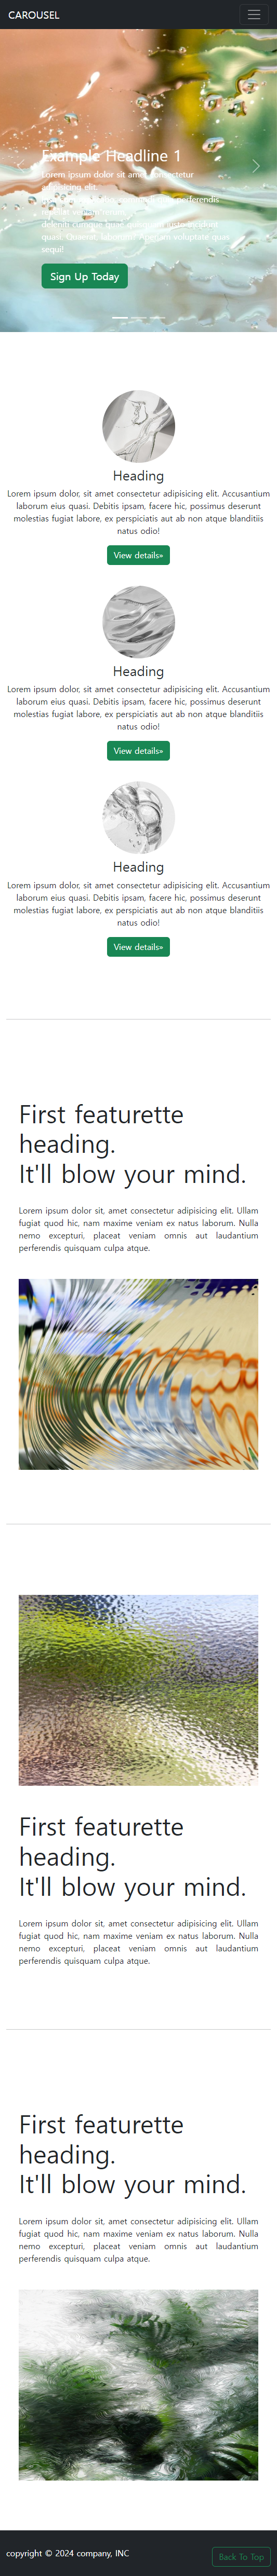 CAROUSEL
Example Headline 1
Lorem ipsum dolor sit amet consectetur
adipisicing elit.
perferendis
quasi. Quaerat, laborum? Aperiam voluptate quos
sequi!
Sign Up Today
Heading
Lorem ipsum dolor, sit amet consectetur adipisicing elit. Accusantium
laborum eius quasi. Debitis ipsam, facere hic, possimus deserunt
molestias fugiat labore, ex perspiciatis aut ab non atque blanditiis
natus odio!
View details»
Heading
Lorem ipsum dolor, sit amet consectetur adipisicing elit. Accusantium
laborum eius quasi. Debitis ipsam, facere hic, possimus deserunt
molestias fugiat labore, ex perspiciatis aut ab non atque blanditiis
natus odio!
View details»
Heading
Lorem ipsum dolor, sit amet consectetur adipisicing elit. Accusantium
laborum eius quasi. Debitis ipsam, facere hic, possimus deserunt
molestias fugiat labore, ex perspiciatis aut ab non atque blanditiis
natus odio!
View details»
First featurette
heading.
It'll blow your mind.
Lorem ipsum dolor sit, amet consectetur adipisicing elit. Ullam
fugiat quod hic, nam maxime veniam ex natus laborum. Nulla
nemo excepturi, placeat veniam omnis aut laudantium
perferendis quisquam culpa atque.
First featurette
heading.
It'll blow your mind.
Lorem ipsum dolor sit, amet consectetur adipisicing elit. Ullam
fugiat quod hic, nam maxime veniam ex natus laborum. Nulla
nemo excepturi, placeat veniam omnis aut laudantium
perferendis quisquam culpa atque.
First featurette
heading.
It'll blow your mind.
Lorem ipsum dolor sit, amet consectetur adipisicing elit. Ullam
fugiat quod hic, nam maxime veniam ex natus laborum. Nulla
nemo excepturi, placeat veniam omnis aut laudantium
perferendis quisquam culpa atque.
copyright © 2024 company, INC
Back To Top